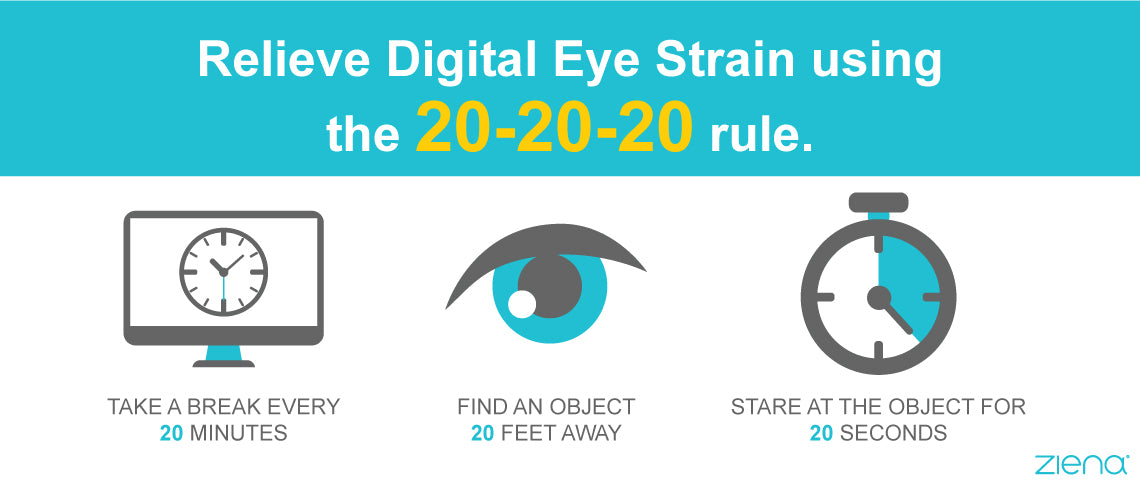 Relieve Digital Eye Strain using
the 20-20-20 rule.
TAKE A BREAK EVERY
20 MINUTES
FIND AN OBJECT
20 FEET AWAY
STARE AT THE OBJECT FOR
20 SECONDS
ziena